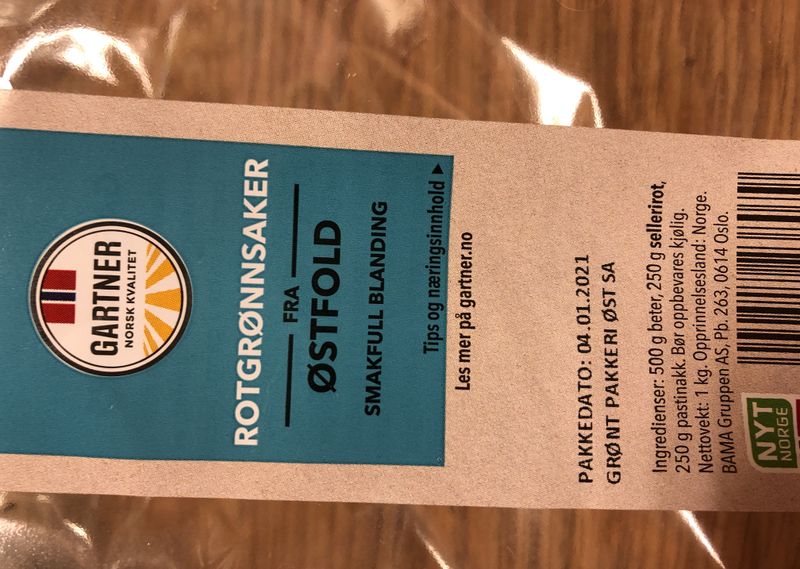 GARTNER
NORSK KVALITET
ROTGRØNNSAKER
FRA
ØSTFOLD
SMAKFULL BLANDING
Tips og næringsinnhold ▶
Les mer på gartner.no
PAKKEDATO: 04.01.2021
GRØNT PAKKERI ØST SA
Ingredienser: 500 g beter, 250 g sellerirot,
250 g pastinakk. Bør oppbevares kjølig.
Nettovekt: 1 kg. Opprinnelsesland: Norge.
BAMA Gruppen AS, Pb. 263, 0614 Oslo.
NYT
NORGE